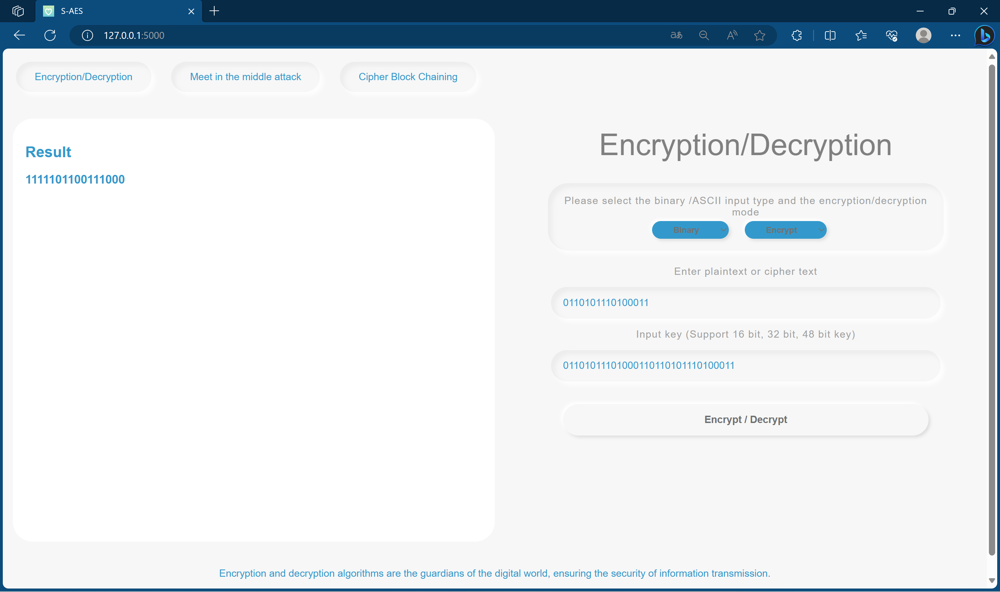 S-AES
127.0.0.1:5000
Encryption/Decryption
Meet in the middle attack
Cipher Block Chaining
Result
1111101100111000
Encryption/Decryption
Please select the binary /ASCII input type and the encryption/decryption
mode
Binary
Encrypt
Enter plaintext or cipher text
0110101110100011
Input key (Support 16 bit, 32 bit, 48 bit key)
01101011101000110110101110100011
Encrypt / Decrypt
Encryption and decryption algorithms are the guardians of the digital world, ensuring the security of information transmission.